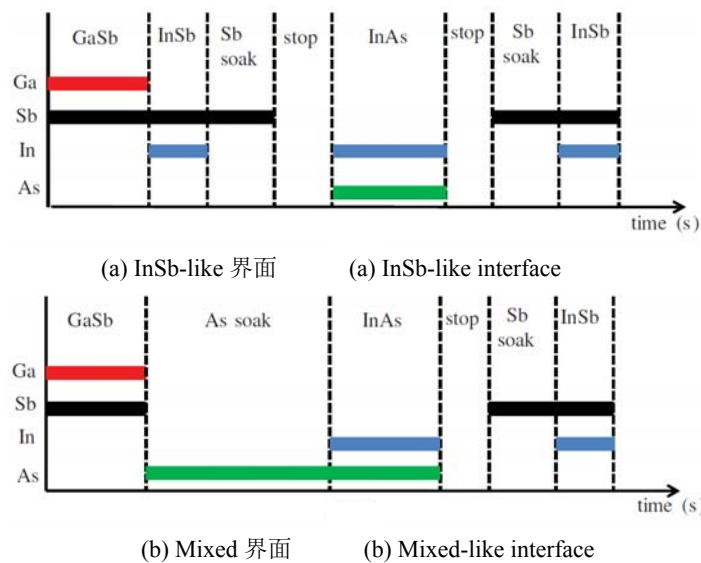 GaSb InSb Sb soak stop InAs stop Sb soak InSb
Ga
Sb
In
As
time (s)
(a) InSb-like 界面 (a) InSb-like interface
GaSb As soak InAs stop Sb soak InSb
Ga
Sb
In
As
time (s)
(b) Mixed 界面 (b) Mixed-like interface